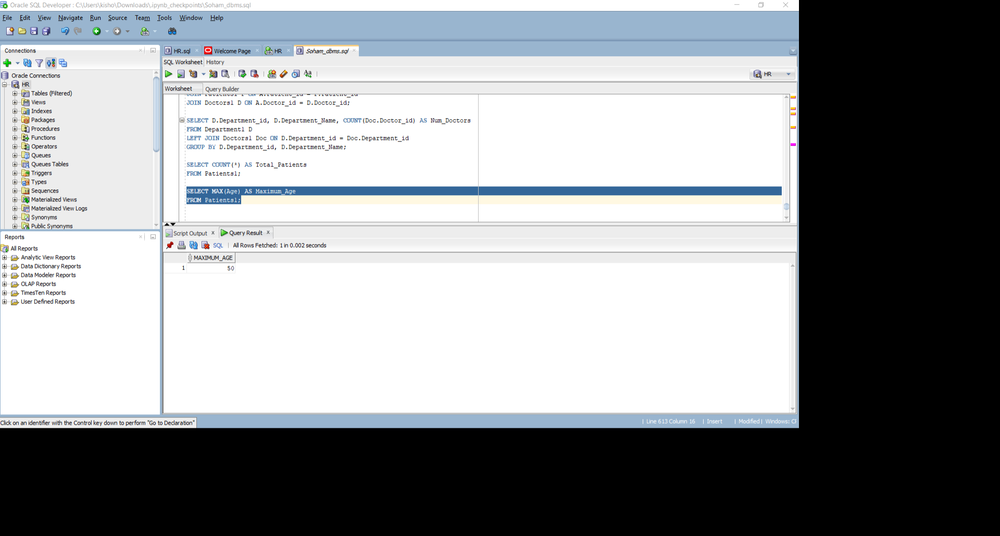 Oracle SQL Developer : C:\Users\kisho\Downloads\.ipynb_checkpoints\Soham_dbms.sql
File Edit View Navigate Run Source Team Tools Window Help
Connections
Oracle Connections
HR
Tables (Filtered)
Views
Indexes
Packages
Procedures
Functions
Operators
Queues
Queues Tables
Triggers
Types
Sequences
Materialized Views
Materialized View Logs
Synonyms
Public Synonyms
Reports
All Reports
Analytic View Reports
Data Dictionary Reports
Data Modeler Reports
OLAP Reports
TimesTen Reports
User Defined Reports
HR.sql Welcome Page HR Soham_dbms.sql
SQL Worksheet History
HR
Worksheet Query Builder
JOIN Patients1 P ON A.Patient_id = P.Patient_id
JOIN Doctors1 D ON A.Doctor_id = D.Doctor_id;
SELECT D.Department_id, D.Department_Name, COUNT(Doc.Doctor_id) AS Num_Doctors
FROM Department1 D
LEFT JOIN Doctors1 Doc ON D.Department_id = Doc.Department_id
GROUP BY D.Department_id, D.Department_Name;
SELECT COUNT(*) AS Total_Patients
FROM Patients1;
SELECT MAX(Age) AS Maximum_Age
FROM Patients1;
Script Output Query Result
SQL All Rows Fetched: 1 in 0.002 seconds
MAXIMUM_AGE
1 50
Click on an identifier with the Control key down to perform "Go to Declaration"
Line 613 Column 16 Insert Modified Windows: